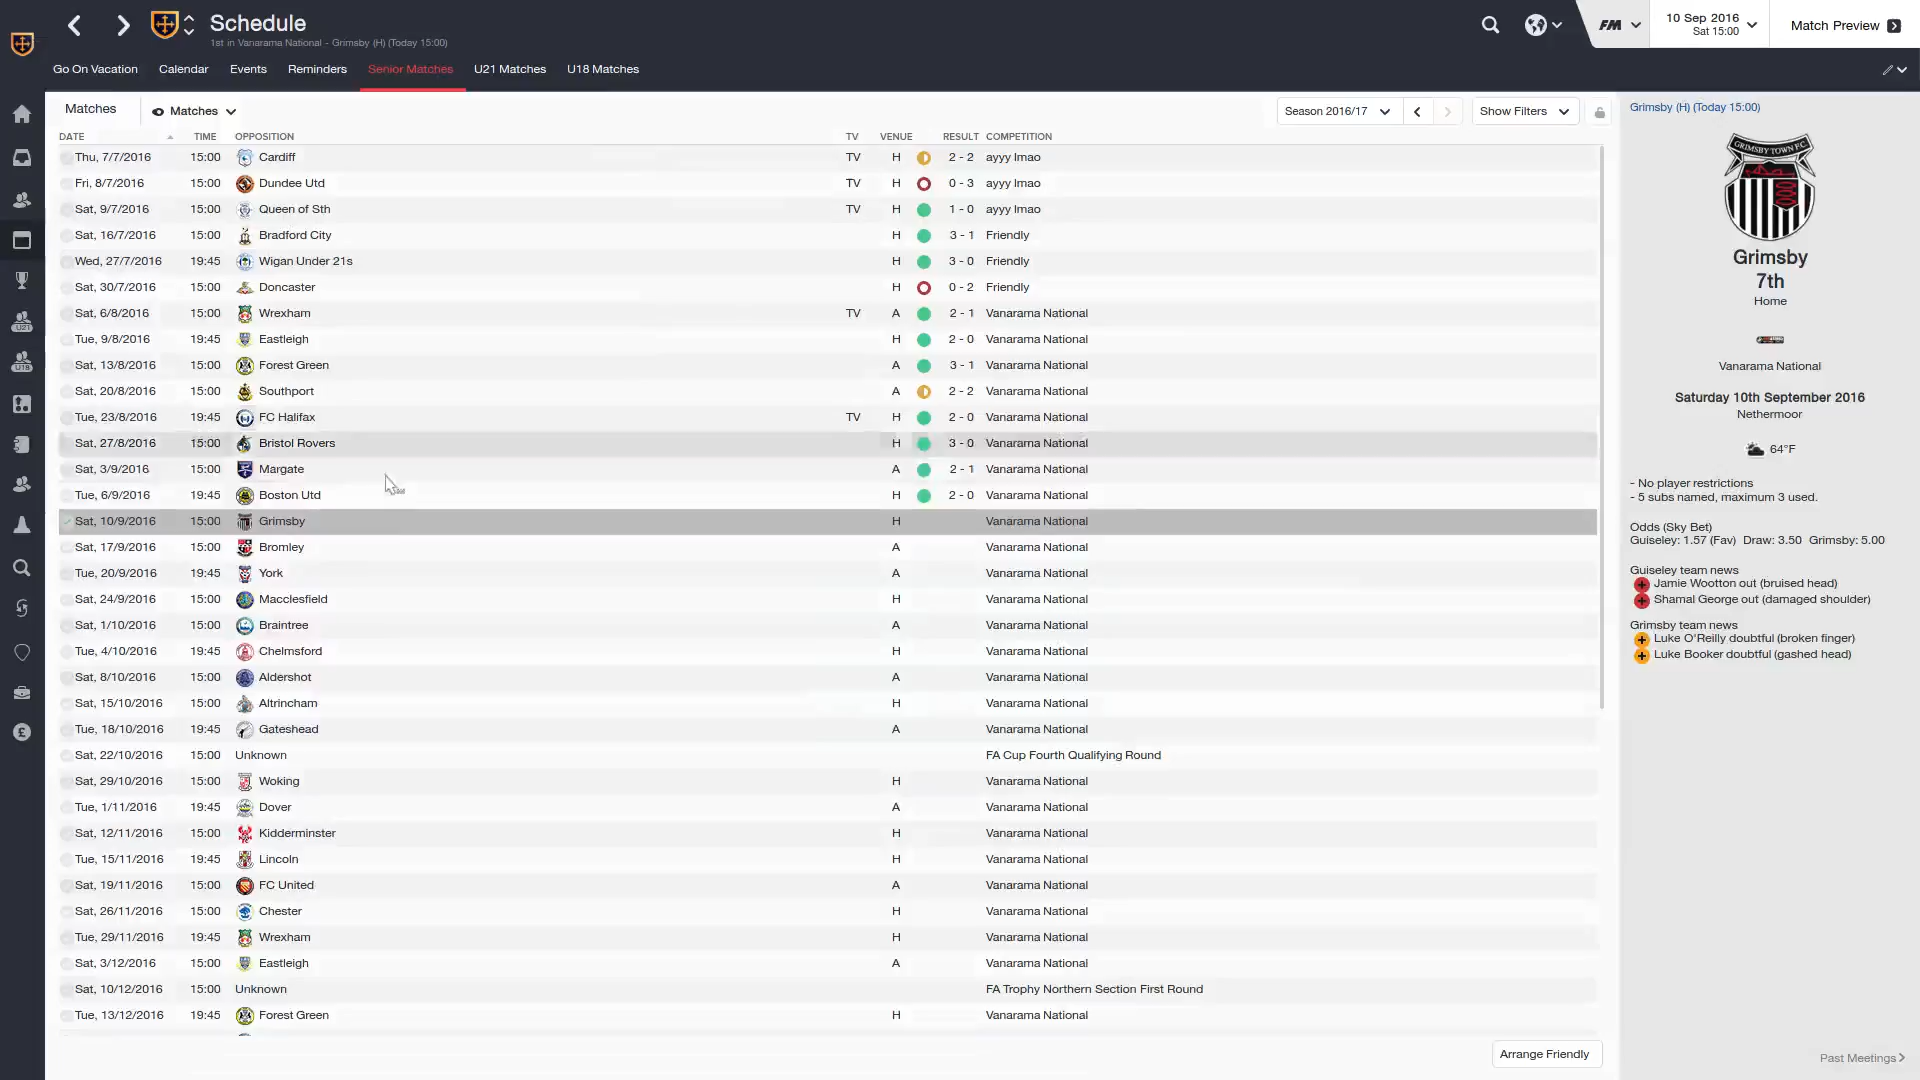 Schedule
1st in Vanarama National - Grimsby (H) (Today 15:00)
FM
10 Sep 2016
Sat 15:00
Match Preview
Go On Vacation Calendar Events Reminders Senior Matches U21 Matches U18 Matches
Matches Matches Season 2016/17 Show Filters
DATE TIME OPPOSITION TV VENUE RESULT COMPETITION
Thu, 7/7/2016 15:00 Cardiff TV H 2 - 2 ayyy lmao
Fri, 8/7/2016 15:00 Dundee Utd TV H 0 - 3 ayyy lmao
Sat, 9/7/2016 15:00 Queen of Sth TV H 1 - 0 ayyy lmao
Sat, 16/7/2016 15:00 Bradford City H 3 - 1 Friendly
Wed, 27/7/2016 19:45 Wigan Under 21s H 3 - 0 Friendly
Sat, 30/7/2016 15:00 Doncaster H 0 - 2 Friendly
Sat, 6/8/2016 15:00 Wrexham TV A 2 - 1 Vanarama National
Tue, 9/8/2016 19:45 Eastleigh H 2 - 0 Vanarama National
Sat, 13/8/2016 15:00 Forest Green A 3 - 1 Vanarama National
Sat, 20/8/2016 15:00 Southport A 2 - 2 Vanarama National
Tue, 23/8/2016 19:45 FC Halifax TV H 2 - 0 Vanarama National
Sat, 27/8/2016 15:00 Bristol Rovers H 3 - 0 Vanarama National
Sat, 3/9/2016 15:00 Margate A 2 - 1 Vanarama National
Tue, 6/9/2016 19:45 Boston Utd H 2 - 0 Vanarama National
Sat, 10/9/2016 15:00 Grimsby H Vanarama National
Sat, 17/9/2016 15:00 Bromley A Vanarama National
Tue, 20/9/2016 19:45 York A Vanarama National
Sat, 24/9/2016 15:00 Macclesfield H Vanarama National
Sat, 1/10/2016 15:00 Braintree A Vanarama National
Tue, 4/10/2016 19:45 Chelmsford H Vanarama National
Sat, 8/10/2016 15:00 Aldershot A Vanarama National
Sat, 15/10/2016 15:00 Altrincham H Vanarama National
Tue, 18/10/2016 19:45 Gateshead A Vanarama National
Sat, 22/10/2016 15:00 Unknown FA Cup Fourth Qualifying Round
Sat, 29/10/2016 15:00 Woking H Vanarama National
Tue, 1/11/2016 19:45 Dover A Vanarama National
Sat, 12/11/2016 15:00 Kidderminster H Vanarama National
Tue, 15/11/2016 19:45 Lincoln H Vanarama National
Sat, 19/11/2016 15:00 FC United A Vanarama National
Sat, 26/11/2016 15:00 Chester H Vanarama National
Tue, 29/11/2016 19:45 Wrexham H Vanarama National
Sat, 3/12/2016 15:00 Eastleigh A Vanarama National
Sat, 10/12/2016 15:00 Unknown FA Trophy Northern Section First Round
Tue, 13/12/2016 19:45 Forest Green H Vanarama National
Arrange Friendly
Grimsby (H) (Today 15:00)
GRIMSBY TOWN F.C.
Grimsby
7th
Home
Vanarama National
Saturday 10th September 2016
Nethermoor
64°F
- No player restrictions
- 5 subs named, maximum 3 used.
Odds (Sky Bet)
Guiseley: 1.57 (Fav) Draw: 3.50 Grimsby: 5.00
Guiseley team news
Jamie Wootton out (bruised head)
Shamal George out (damaged shoulder)
Grimsby team news
Luke O'Reilly doubtful (broken finger)
Luke Booker doubtful (gashed head)
Past Meetings
U21
U18